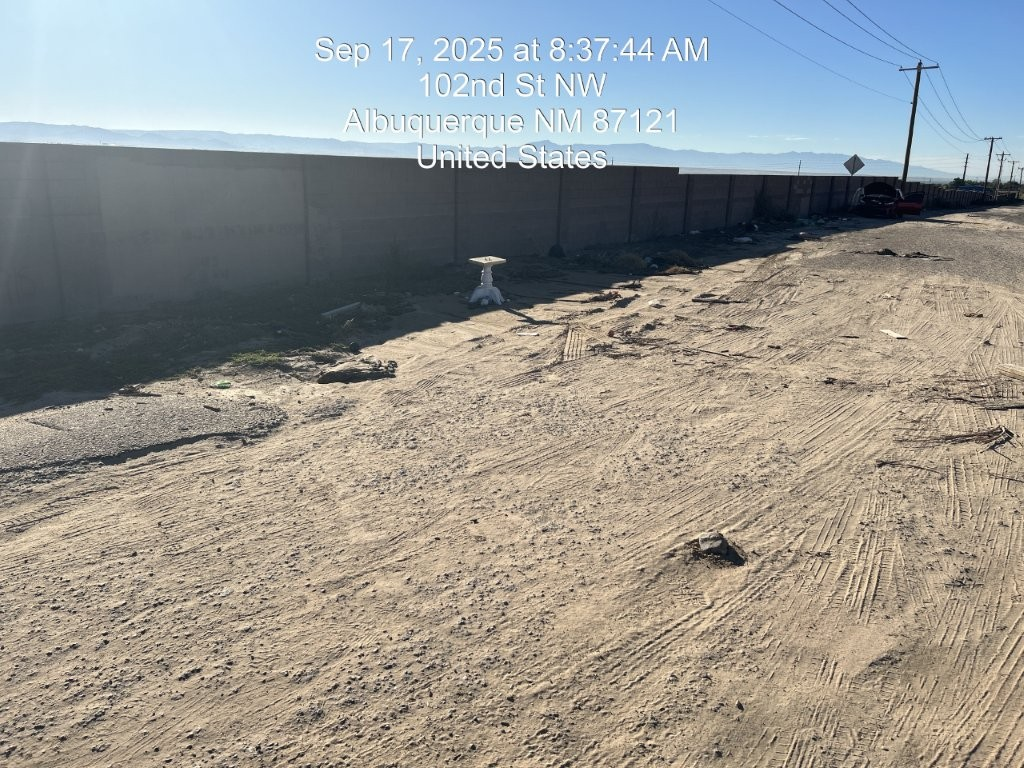 Sep 17, 2025 at 8:37:44 AM
102nd St NW
Albuquerque NM 87121
United States